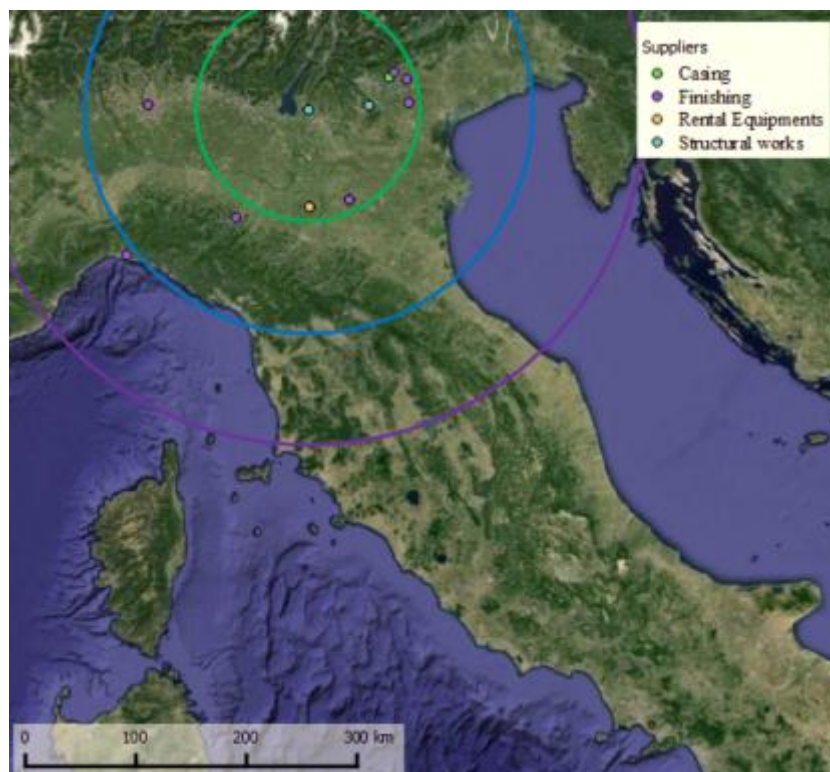 Suppliers
Casing
Finishing
Rental Equipments
Structural works
0 100 200 300 km